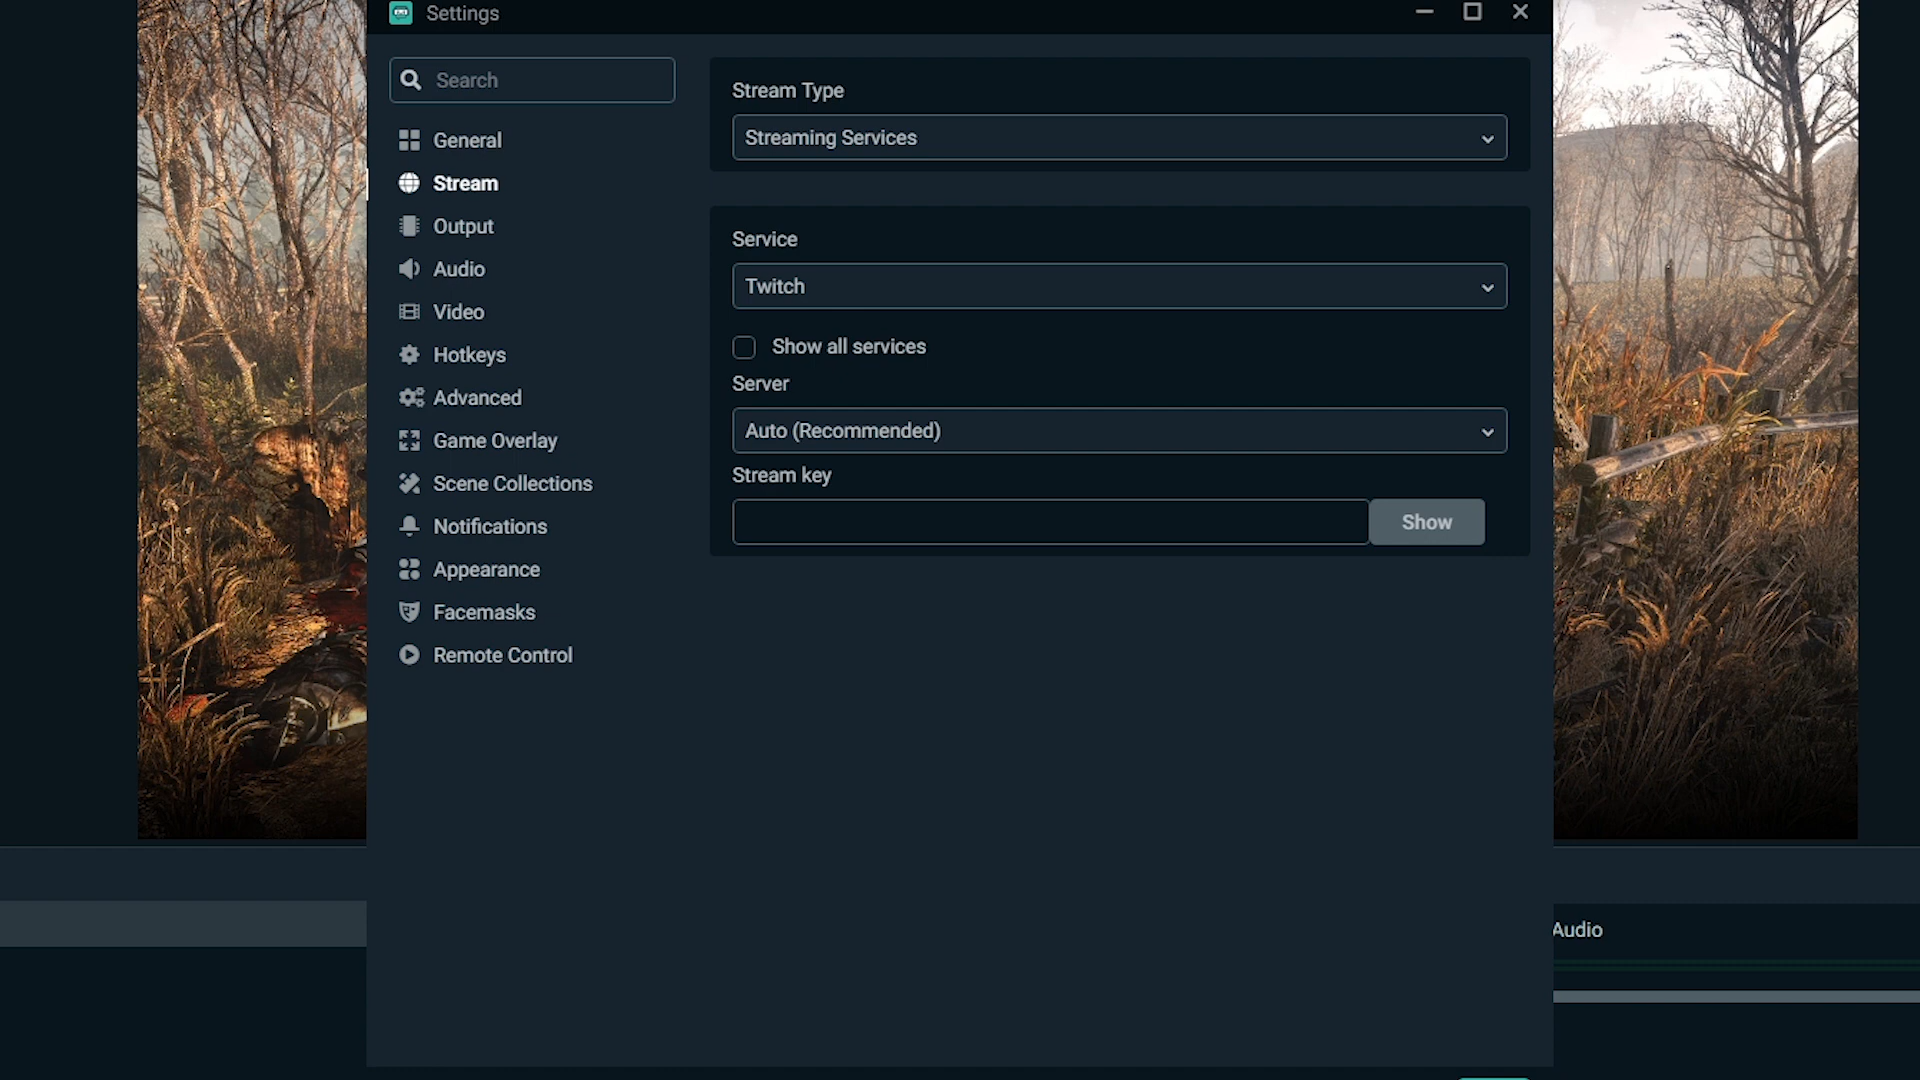 Settings
Search
General
Stream
Output
Audio
Video
Hotkeys
Advanced
Game Overlay
Scene Collections
Notifications
Appearance
Facemasks
Remote Control
Stream Type
Streaming Services
Service
Twitch
Show all services
Server
Auto (Recommended)
Stream key
Show
Audio